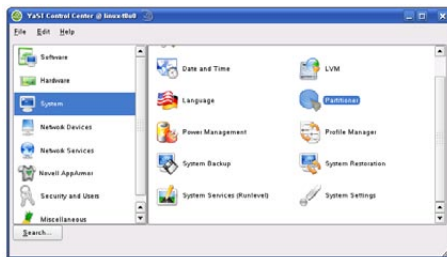 YaST Control Center @ linux-t8u0
File Edit Help
Software
Hardware
System
Network Devices
Network Services
Novell AppArmor
Security and Users
Miscellaneous
Date and Time
LVM
Language
Partitioner
Power Management
Profile Manager
System Backup
System Restoration
System Services (Runlevel)
System Settings
Search...